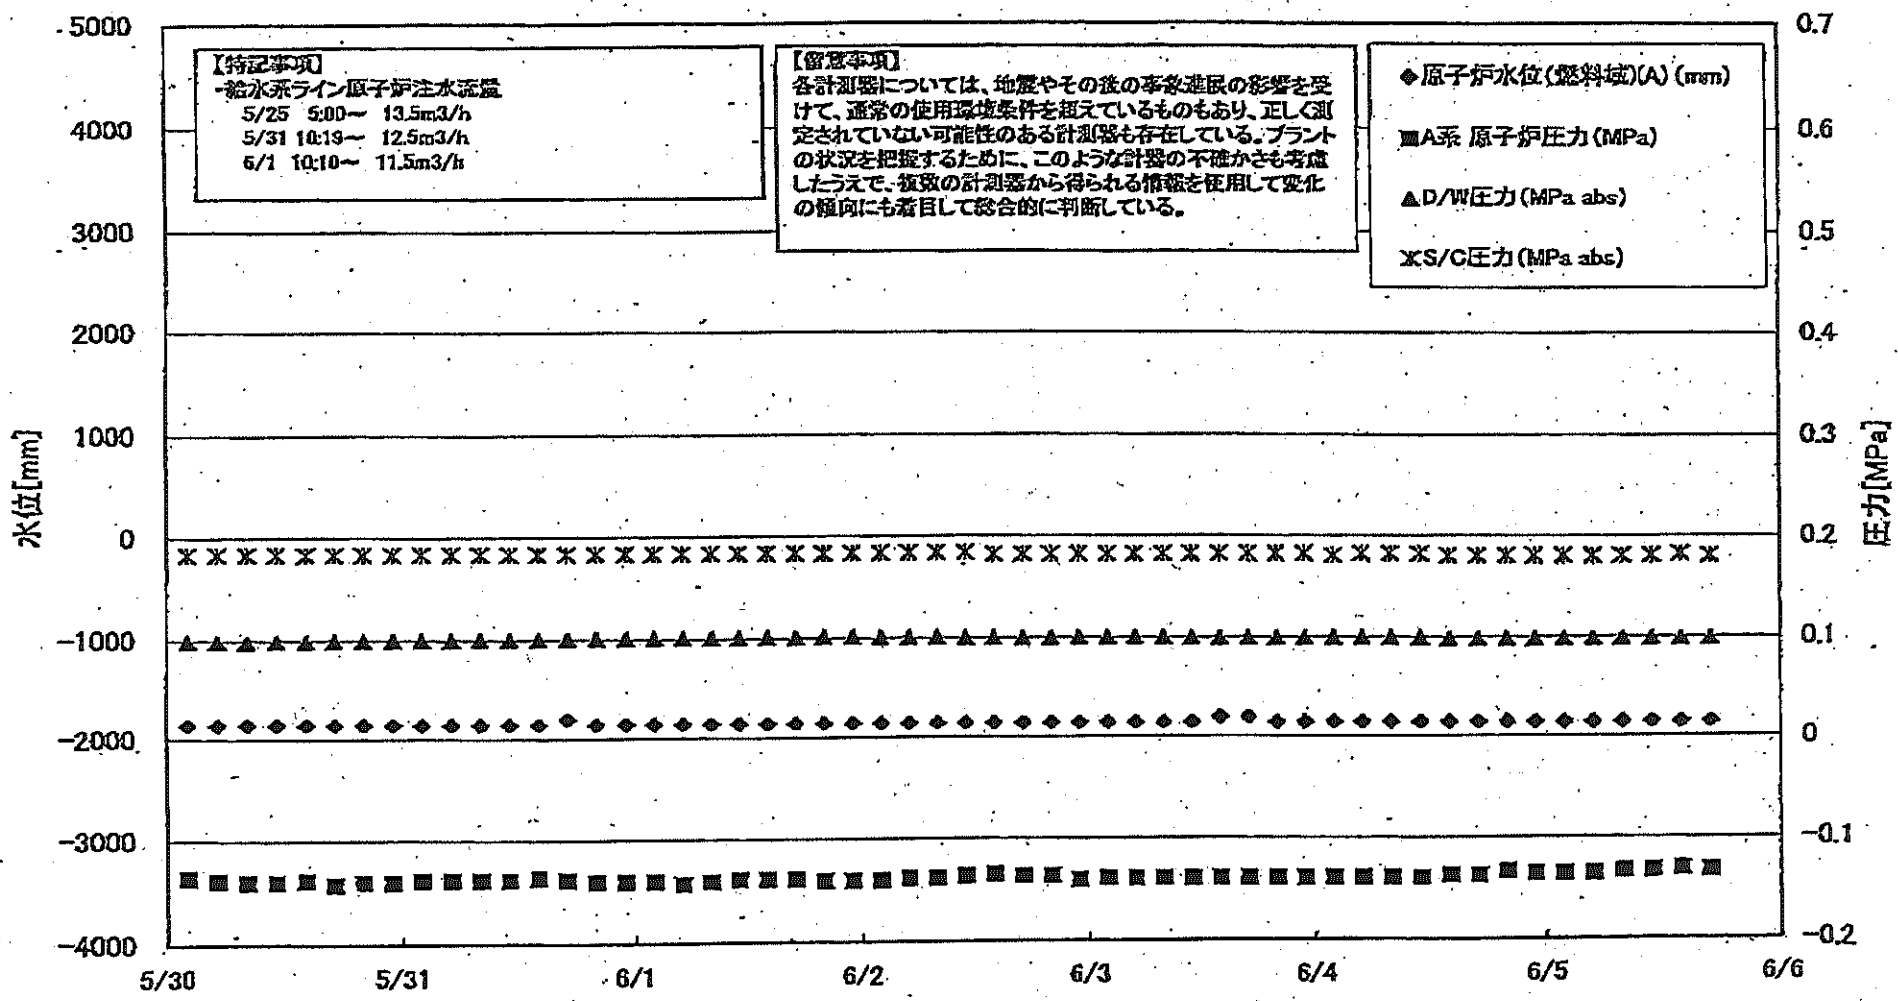 【特記事項】
・給水系ライン原子炉注水流量
5/25 5:00～ 13.5m3/h
5/31 10:19～ 12.5m3/h
6/1 10:10～ 11.5m3/h
【留意事項】
各計測器については、地震やその後の事象進展の影響を受
けて、通常の使用環境条件を超えているものもあり、正しく測
定されていない可能性のある計測器も存在している。プラント
の状況を把握するために、このような計器の不確かさも考慮
したうえで、複数の計測器から得られる情報を使用して変化
の傾向にも着目して総合的に判断している。
◆原子炉水位(燃料域)(A)(mm)
■A系 原子炉圧力(MPa)
▲D/W圧力(MPa abs)
S/C圧力(MPa abs)
水位[mm]
5000
4000
3000
2000
1000
0
-1000
-2000
-3000
-4000
圧力[MPa]
0.7
0.6
0.5
0.4
0.3
0.2
0.1
0
-0.1
-0.2
5/30 5/31 6/1 6/2 6/3 6/4 6/5 6/6